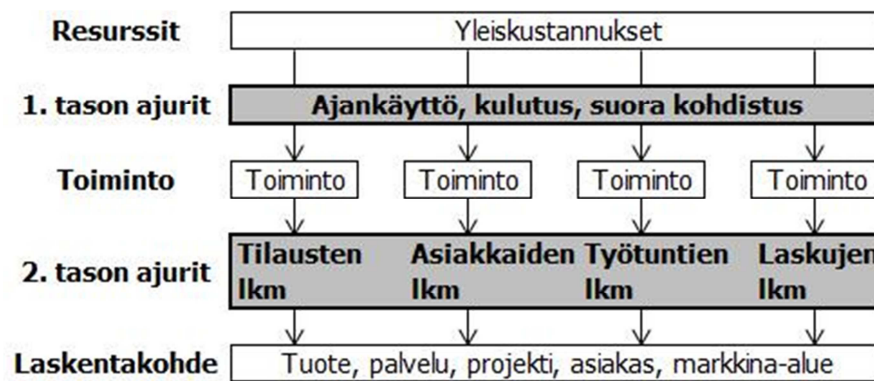 Resurssit Yleiskustannukset
1. tason ajurit Ajankäyttö, kulutus, suora kohdistus
Toiminto Toiminto Toiminto Toiminto Toiminto
2. tason ajurit Tilausten Asiakkaiden Työtuntien Laskujen
lkm lkm lkm lkm
Laskentakohde Tuote, palvelu, projekti, asiakas, markkina-alue